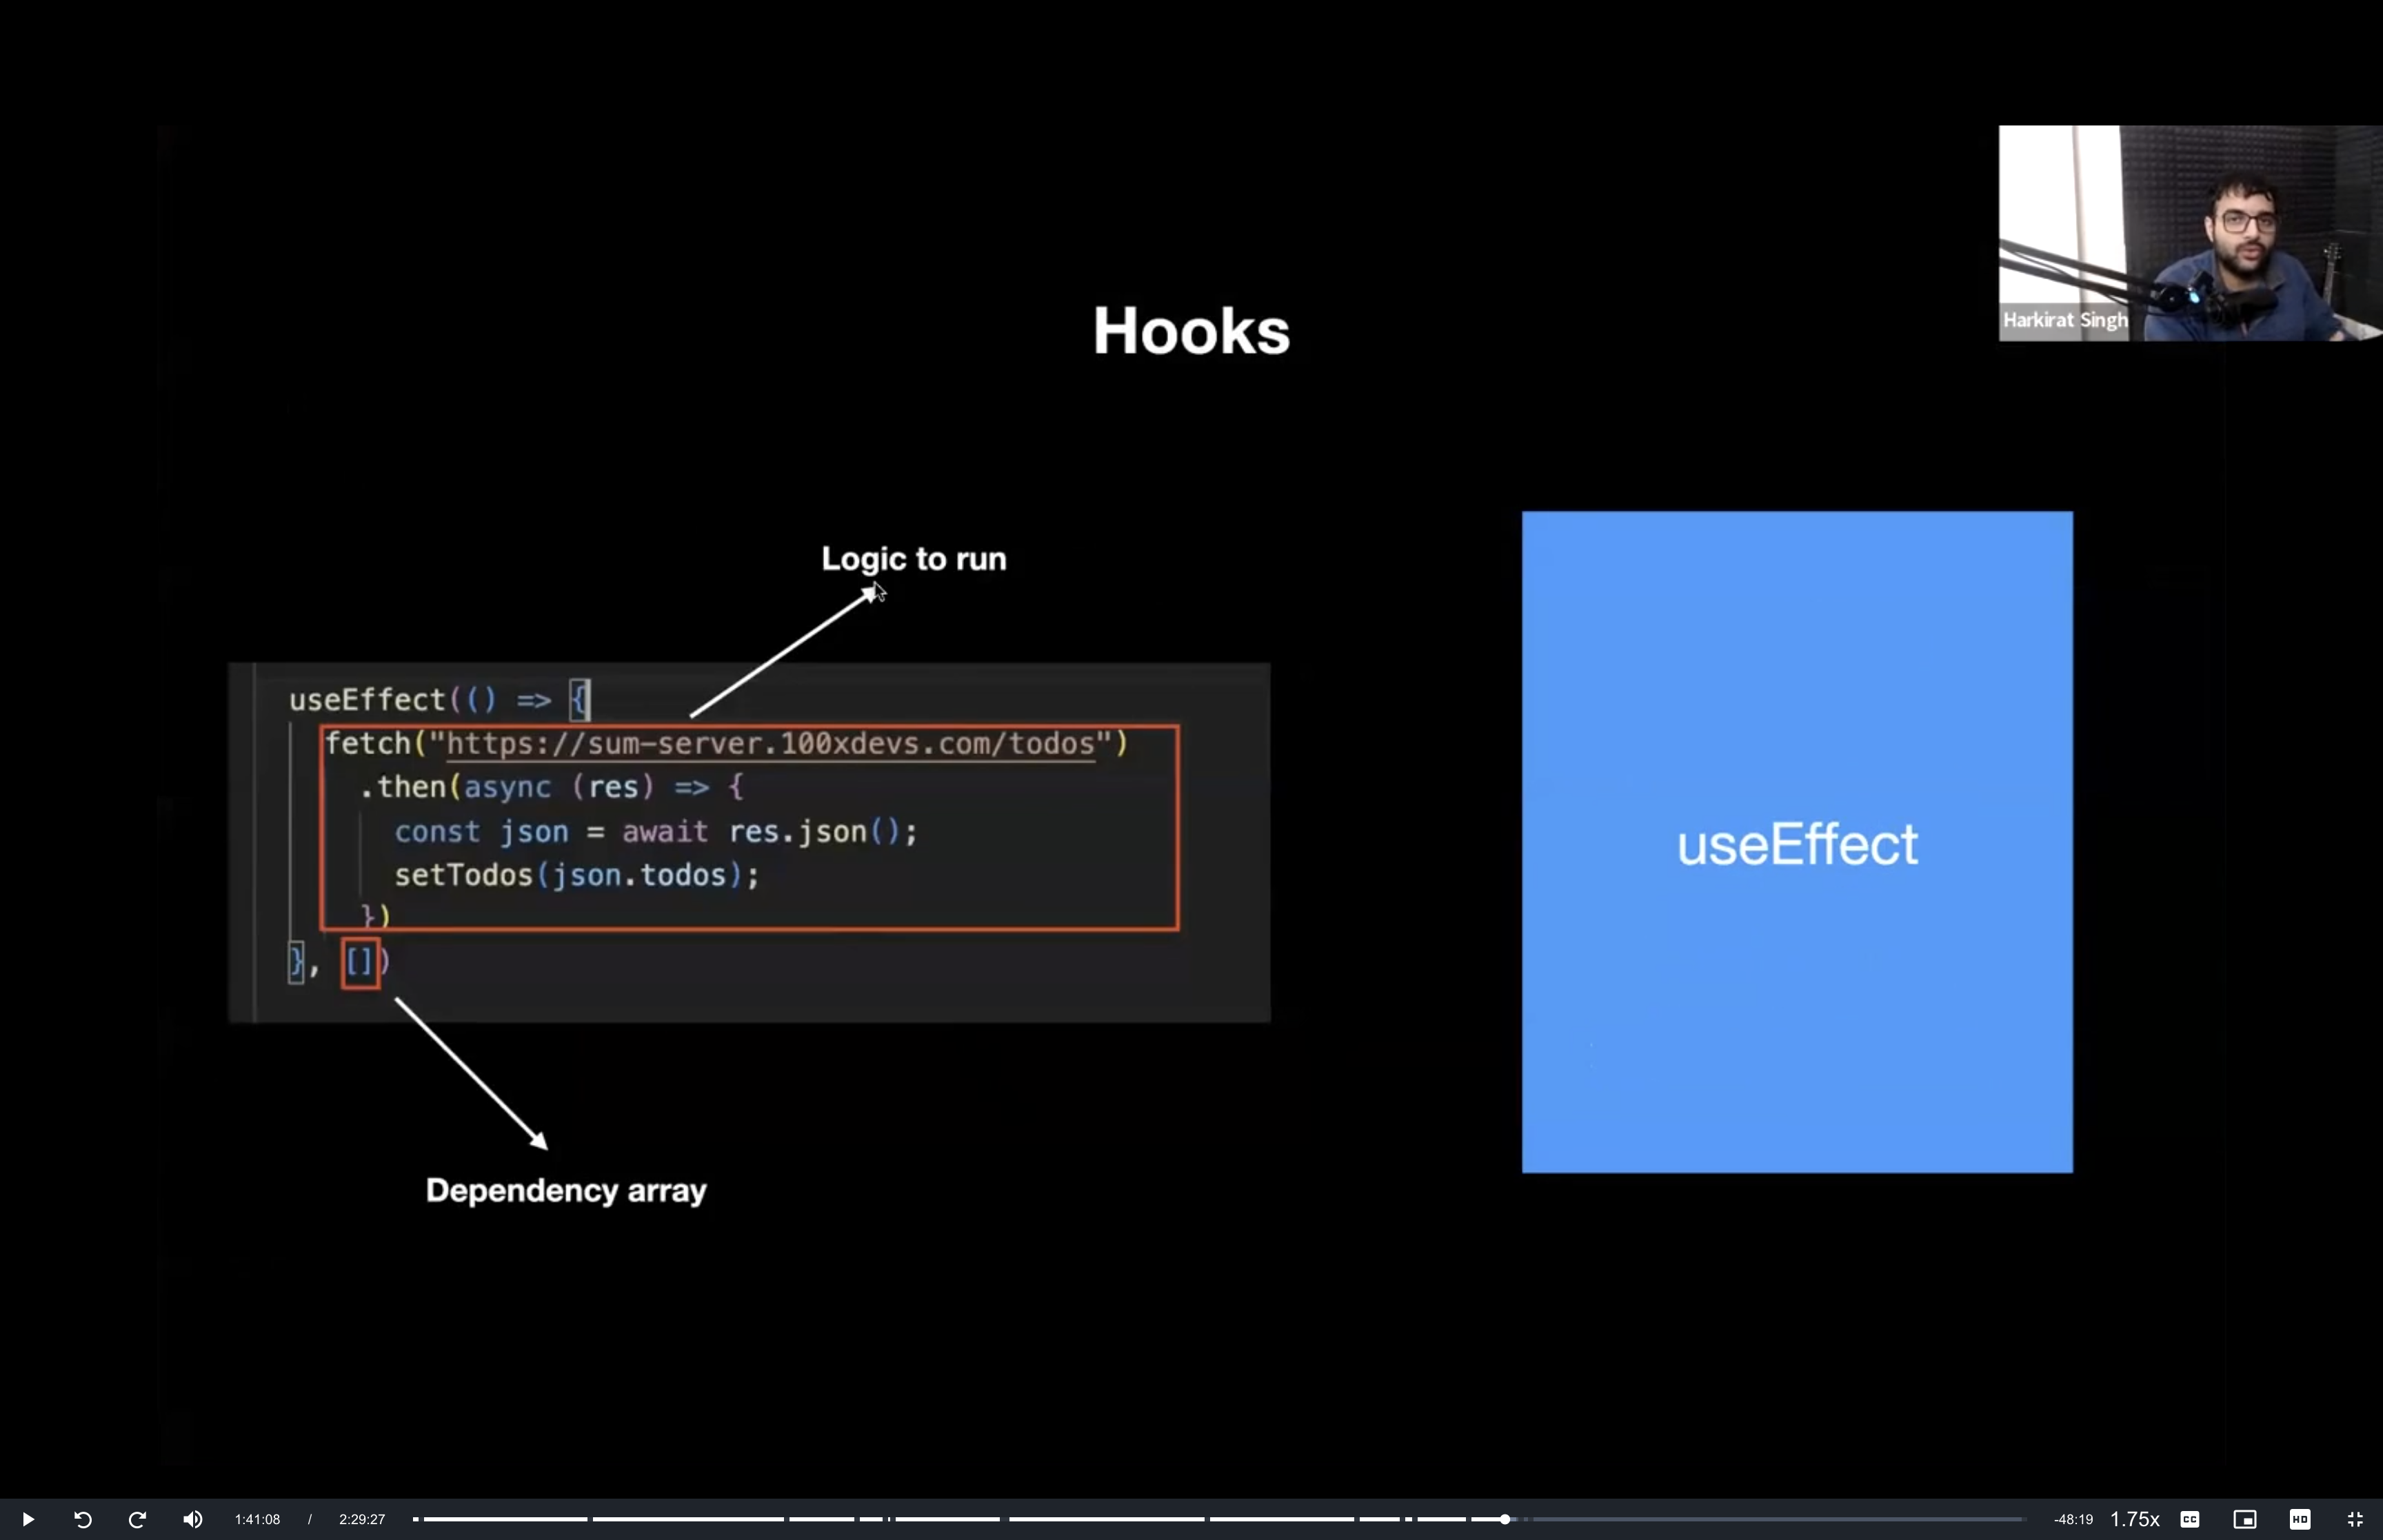 Harkirat Singh
Hooks
Logic to run
useEffect(() => {
fetch("https://sum-server.100xdevs.com/todos")
.then(async (res) => {
const json = await res.json();
setTodos(json.todos);
})
}, [])
Dependency array
useEffect
1:41:08 / 2:29:27 -48:19 1.75x CC HD